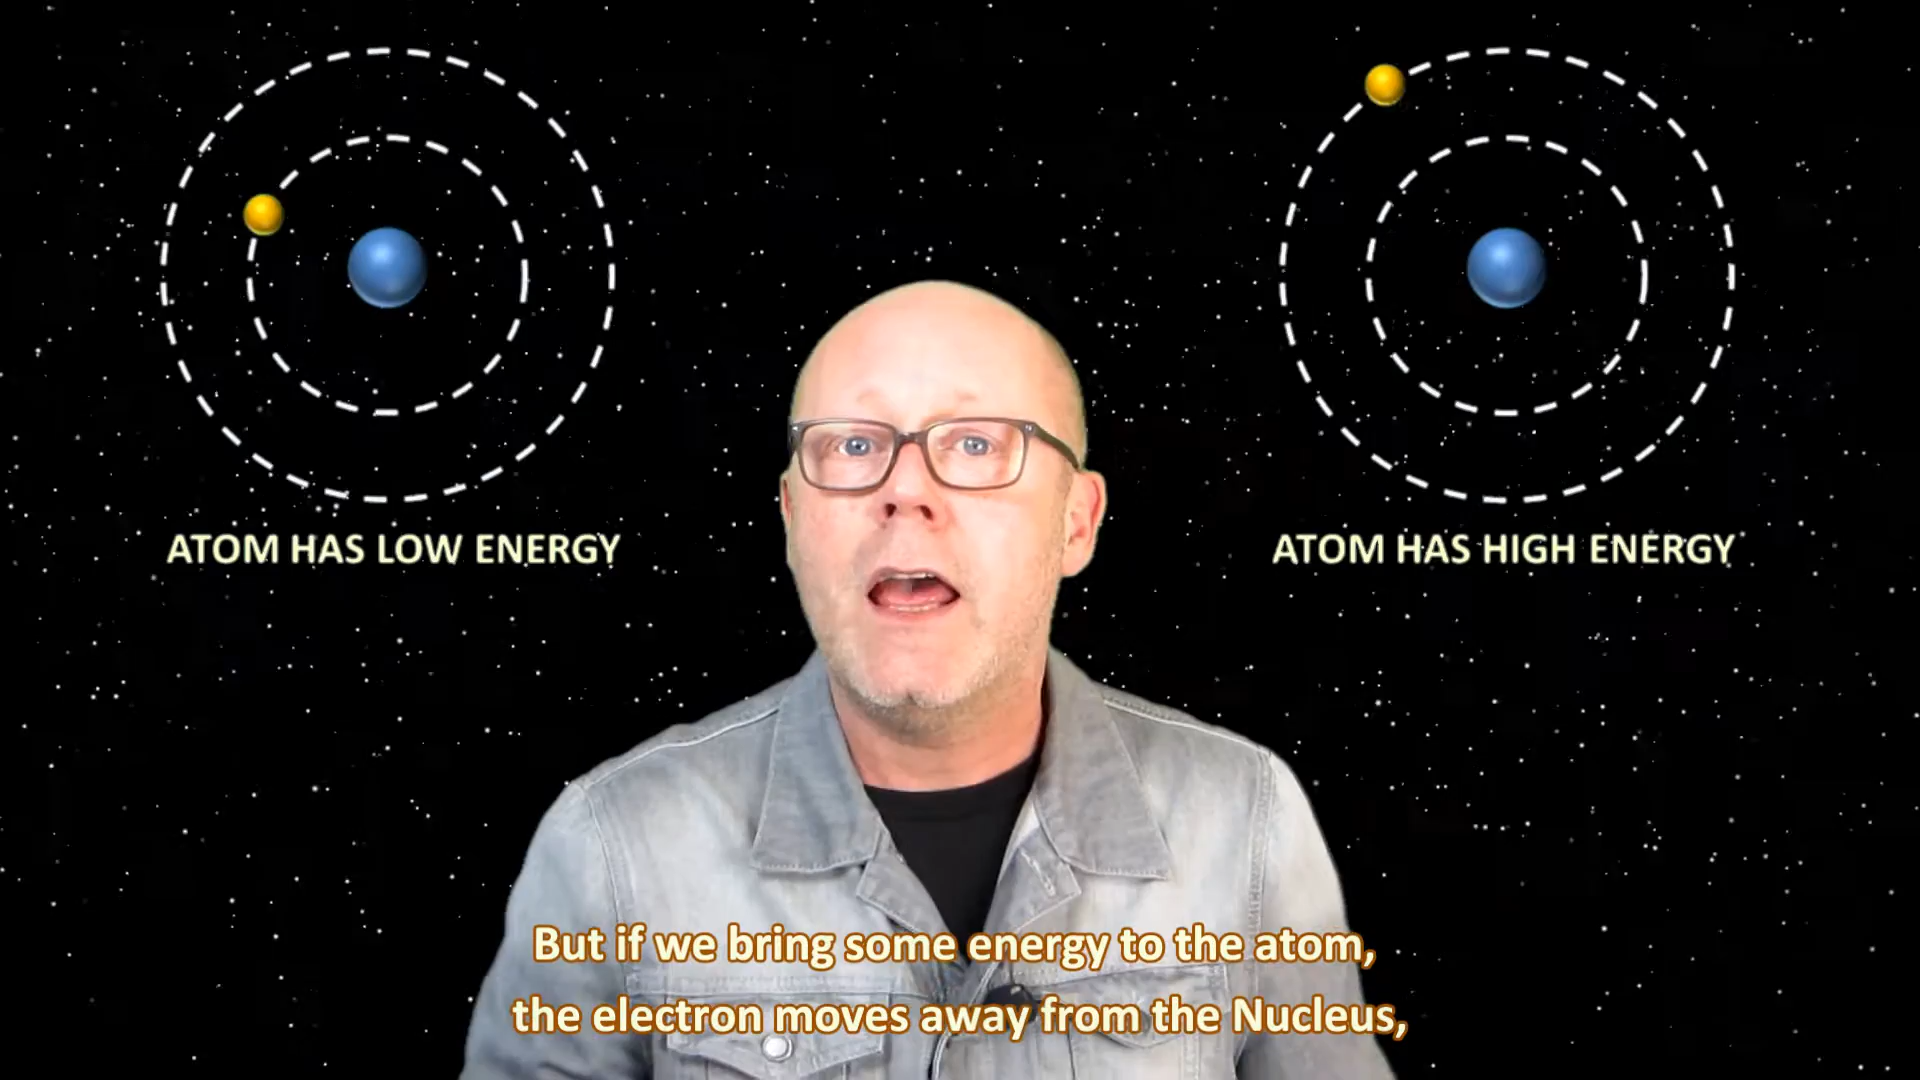 ATOM HAS LOW ENERGY
ATOM HAS HIGH ENERGY
But if we bring some energy to the atom,
the electron moves away from the Nucleus,